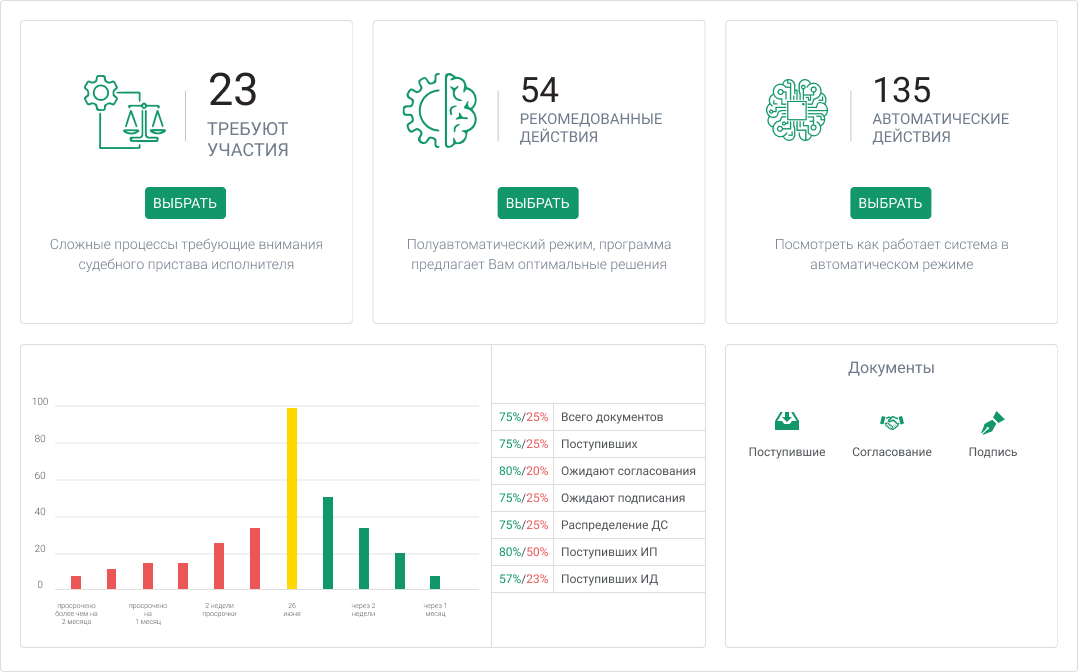 23
ТРЕБУЮТ
УЧАСТИЯ
ВЫБРАТЬ
Сложные процессы требующие внимания
судебного пристава исполнителя
54
РЕКОМЕДОВАННЫЕ
ДЕЙСТВИЯ
ВЫБРАТЬ
Полуавтоматический режим, программа
предлагает Вам оптимальные решения
135
АВТОМАТИЧЕСКИЕ
ДЕЙСТВИЯ
ВЫБРАТЬ
Посмотреть как работает система в
автоматическом режиме
100
80
60
40
20
0
просрочено
более чем на
2 месяца
просрочено
на
1 месяц
2 недели
просрочки
26
июня
через 2
недели
через 1
месяц
75%/25% Всего документов
75%/25% Поступивших
80%/20% Ожидают согласования
75%/25% Ожидают подписания
75%/25% Распределение ДС
80%/50% Поступивших ИП
57%/23% Поступивших ИД
Документы
Поступившие Согласование Подпись